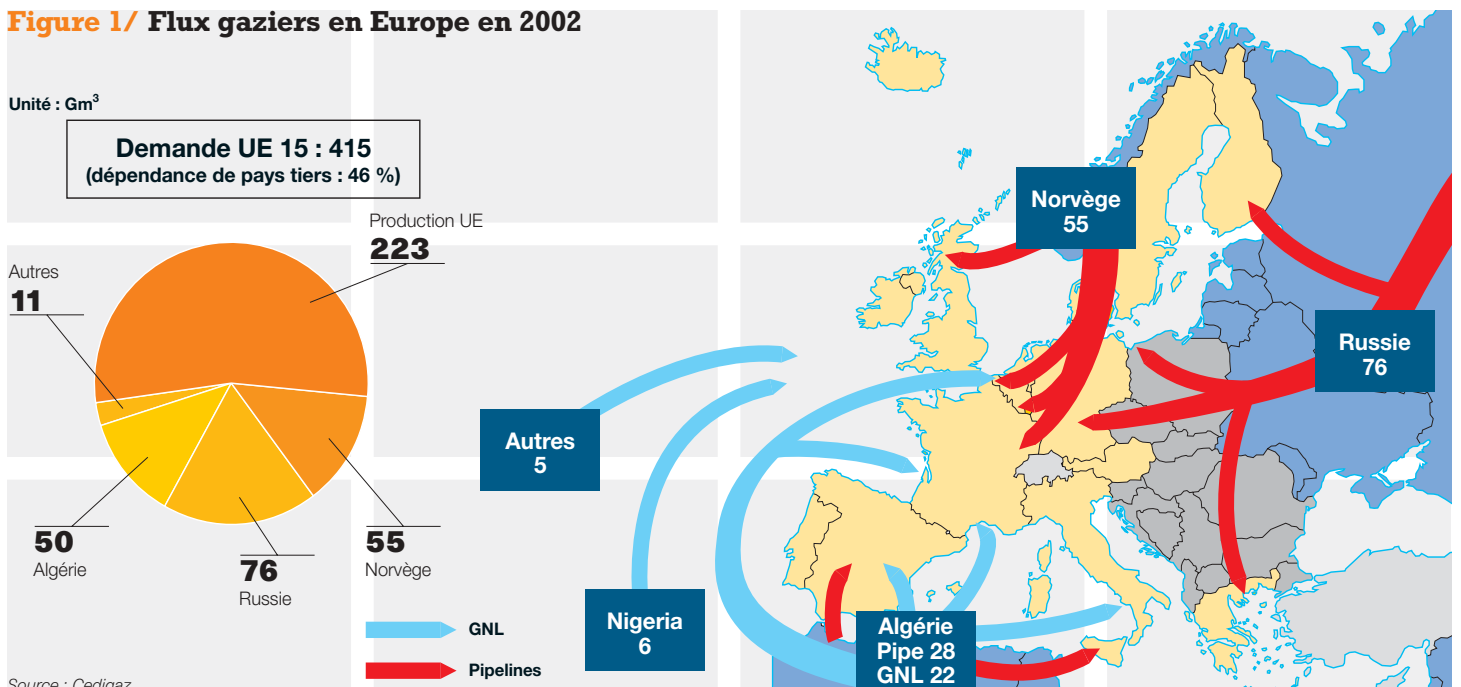 Figure 1/ Flux gaziers en Europe en 2002
Unité : Gm³
Demande UE 15 : 415
(dépendance de pays tiers : 46 %)
Production UE
223
Autres
11
50
Algérie
76
Russie
55
Norvège
GNL
Pipelines
Source : Cedigaz
Norvège
55
Russie
76
Autres
5
Nigeria
6
Algérie
Pipe 28
GNL 22